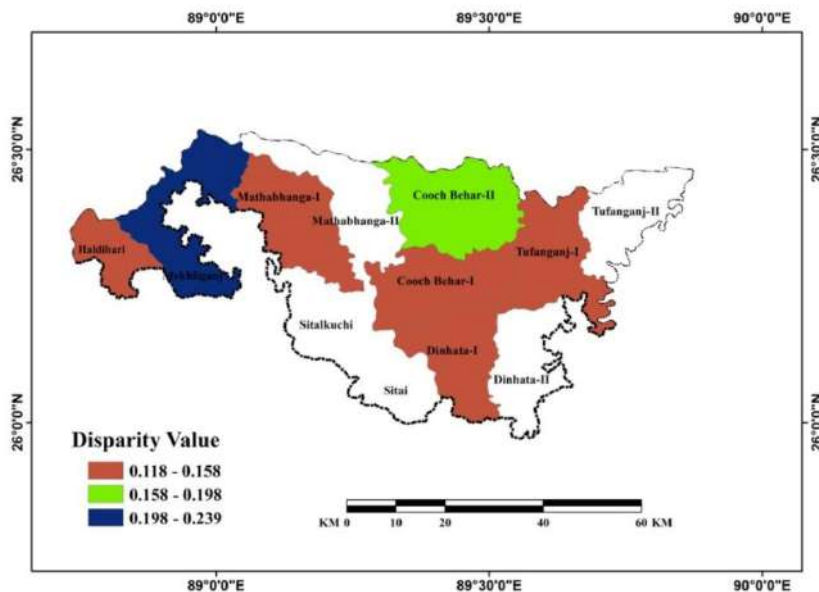 89°0'0"E 89°30'0"E 90°0'0"E
26°30'0"N 26°30'0"N
Mathabhanga-I
Cooch Behar-II
Mathabhanga-II
Tufanganj-II
Haldibari
Tufanganj-I
Mekhliganj
Cooch Behar-I
Sitalkuchi
Dinhata-I
Sitai
Dinhata-II
26°0'0"N 26°0'0"N
Disparity Value
0.118 - 0.158
0.158 - 0.198
0.198 - 0.239
KM 0 10 20 40 60 KM
89°0'0"E 89°30'0"E 90°0'0"E